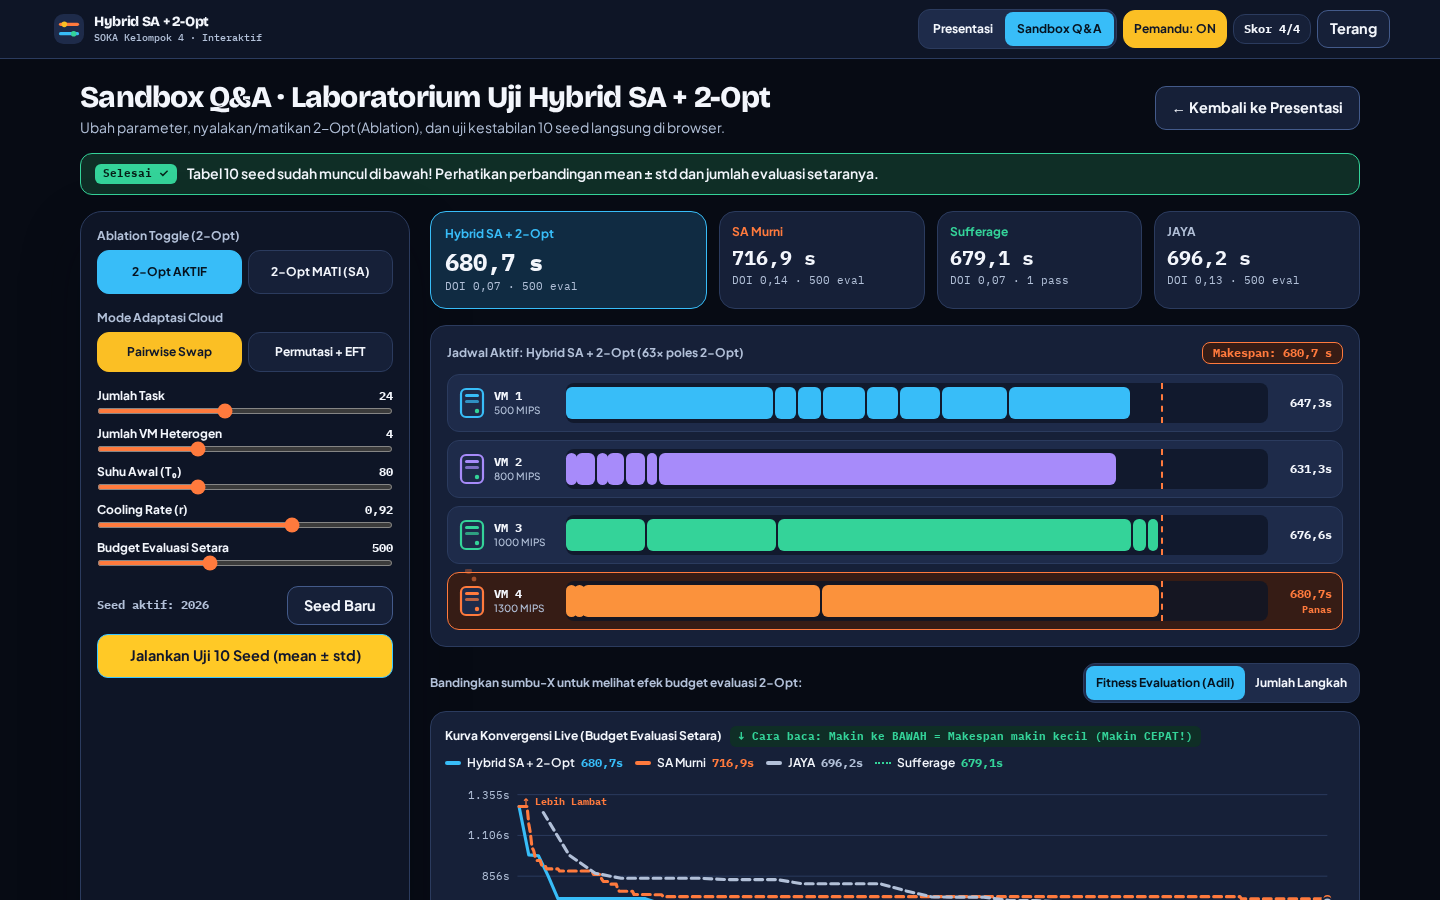 Hybrid SA + 2-Opt
SOKA Kelompok 4 · Interaktif
Presentasi
Sandbox Q&A
Pemandu: ON
Skor 4/4
Terang
Sandbox Q&A · Laboratorium Uji Hybrid SA + 2-Opt
Ubah parameter, nyalakan/matikan 2-Opt (Ablation), dan uji kestabilan 10 seed langsung di browser.
← Kembali ke Presentasi
Selesai ✓ Tabel 10 seed sudah muncul di bawah! Perhatikan perbandingan mean ± std dan jumlah evaluasi setaranya.
Ablation Toggle (2-Opt)
2-Opt AKTIF
2-Opt MATI (SA)
Mode Adaptasi Cloud
Pairwise Swap
Permutasi + EFT
Jumlah Task 24
Jumlah VM Heterogen 4
Suhu Awal (T₀) 80
Cooling Rate (r) 0,92
Budget Evaluasi Setara 500
Seed aktif: 2026
Seed Baru
Jalankan Uji 10 Seed (mean ± std)
Hybrid SA + 2-Opt
680,7 s
DOI 0,07 · 500 eval
SA Murni
716,9 s
DOI 0,14 · 500 eval
Sufferage
679,1 s
DOI 0,07 · 1 pass
JAYA
696,2 s
DOI 0,13 · 500 eval
Jadwal Aktif: Hybrid SA + 2-Opt (63× poles 2-Opt)
Makespan: 680,7 s
VM 1
500 MIPS
647,3s
VM 2
800 MIPS
631,3s
VM 3
1000 MIPS
676,6s
VM 4
1300 MIPS
680,7s
Panas
Bandingkan sumbu-X untuk melihat efek budget evaluasi 2-Opt:
Fitness Evaluation (Adil)
Jumlah Langkah
Kurva Konvergensi Live (Budget Evaluasi Setara)
↓ Cara baca: Makin ke BAWAH = Makespan makin kecil (Makin CEPAT!)
Hybrid SA + 2-Opt 680,7s
SA Murni 716,9s
JAYA 696,2s
Sufferage 679,1s
1.355s
↑ Lebih Lambat
1.106s
856s